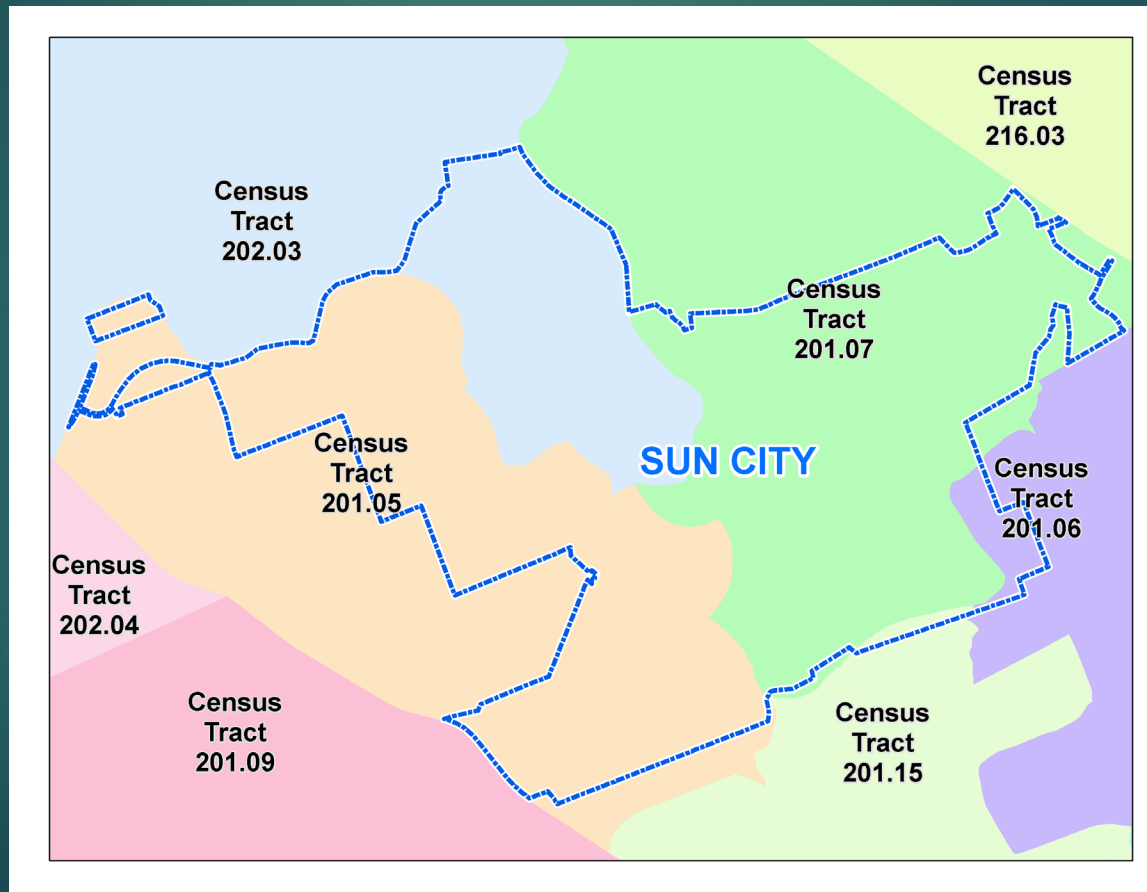 Census
Tract
216.03
Census
Tract
202.03
Census
Tract
201.07
Census
Tract
201.05
SUN CITY
Census
Tract
201.06
Census
Tract
202.04
Census
Tract
201.09
Census
Tract
201.15